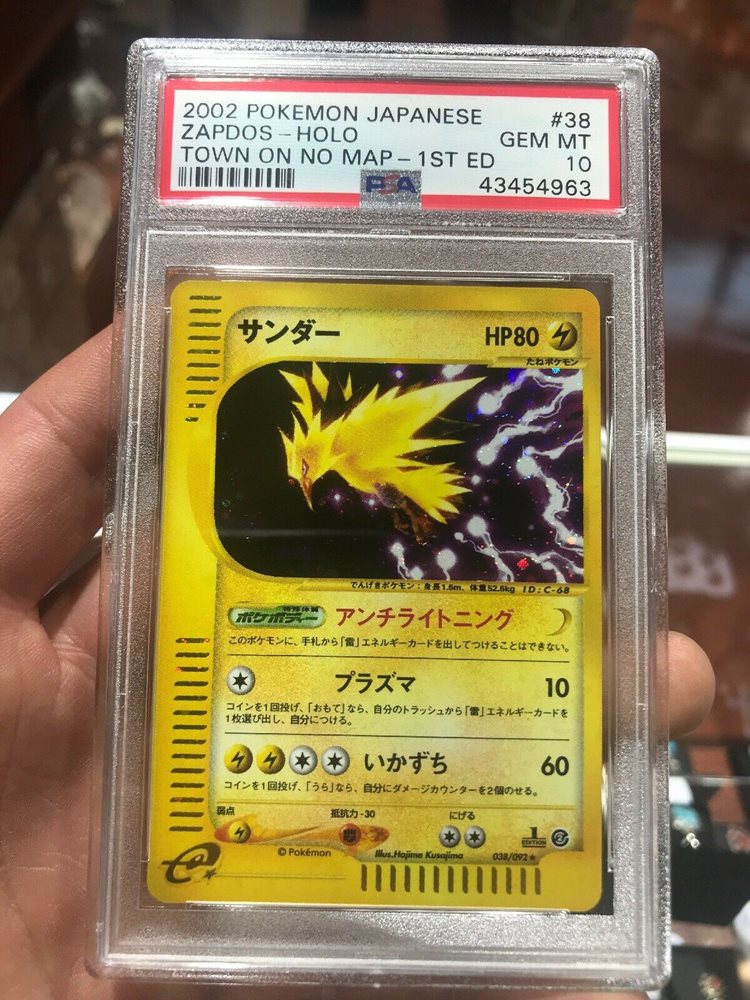 2002 POKEMON JAPANESE #38
ZAPDOS-HOLO GEM MT
TOWN ON NO MAP-1ST ED 10
PSA 43454963
サンダー HP80
たねポケモン
でんげきポケモン：身長1.6m、体重52.6kg ID:C-68
特殊体質
ポケボディー アンチライトニング
このポケモンに、手札から「雷」エネルギーカードを出してつけることはできない。
プラズマ 10
コインを1回投げ、「おもて」なら、自分のトラッシュから「雷」エネルギーカードを
1枚選び出し、自分につける。
いかずち 60
コインを1回投げ、「うら」なら、自分にダメージカウンターを2個のせる。
弱点 抵抗力-30 にげる
1 EDITION
e
© Pokémon Illus.Hajime Kusajima 038/092★